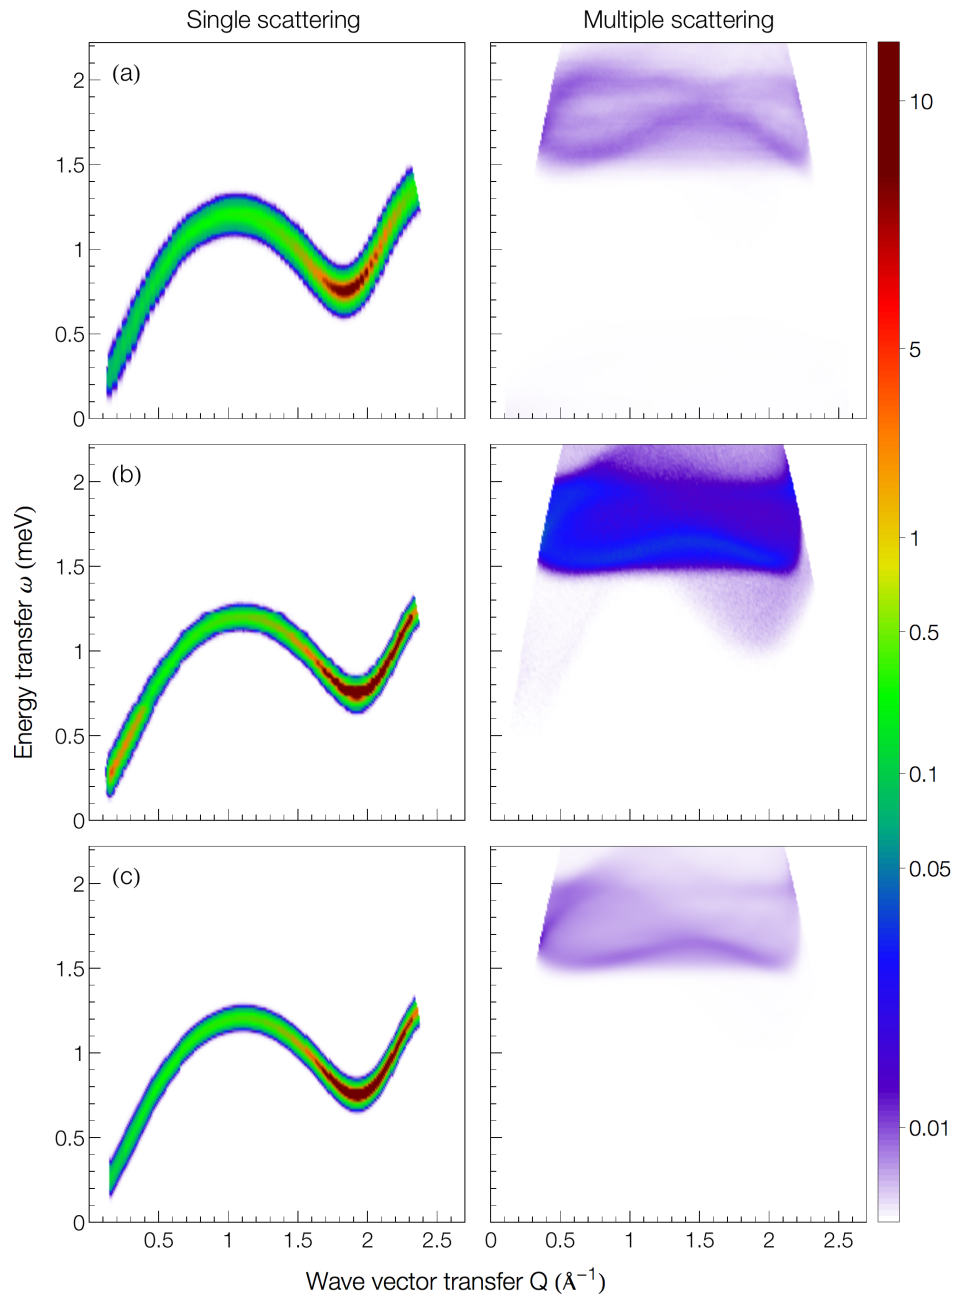 Single scattering
Multiple scattering
(a)
2
1.5
1
0.5
0
10
5
1
0.5
0.1
0.05
0.01
(b)
2
1.5
1
0.5
0
Energy transfer ω (meV)
(c)
2
1.5
1
0.5
0
0.5 1 1.5 2 2.5
0 0.5 1 1.5 2 2.5
Wave vector transfer Q (Å⁻¹)